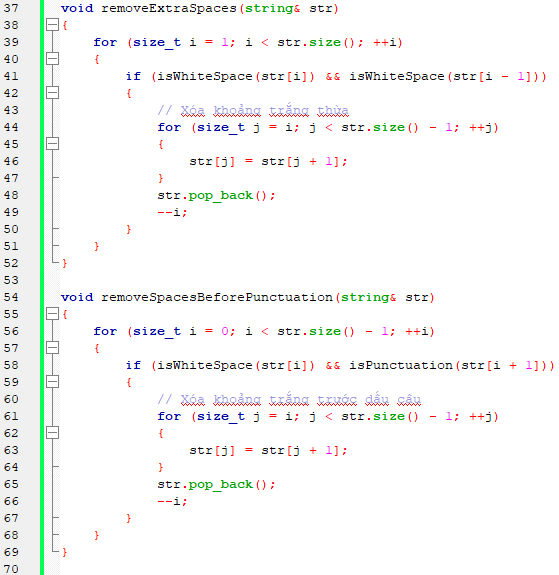 37 void removeExtraSpaces(string& str)
38 {
39     for (size_t i = 1; i < str.size(); ++i)
40     {
41         if (isWhiteSpace(str[i]) && isWhiteSpace(str[i - 1]))
42         {
43             // Xóa khoảng trắng thừa
44             for (size_t j = i; j < str.size() - 1; ++j)
45             {
46                 str[j] = str[j + 1];
47             }
48             str.pop_back();
49             --i;
50         }
51     }
52 }
53
54 void removeSpacesBeforePunctuation(string& str)
55 {
56     for (size_t i = 0; i < str.size() - 1; ++i)
57     {
58         if (isWhiteSpace(str[i]) && isPunctuation(str[i + 1]))
59         {
60             // Xóa khoảng trắng trước dấu câu
61             for (size_t j = i; j < str.size() - 1; ++j)
62             {
63                 str[j] = str[j + 1];
64             }
65             str.pop_back();
66             --i;
67         }
68     }
69 }
70